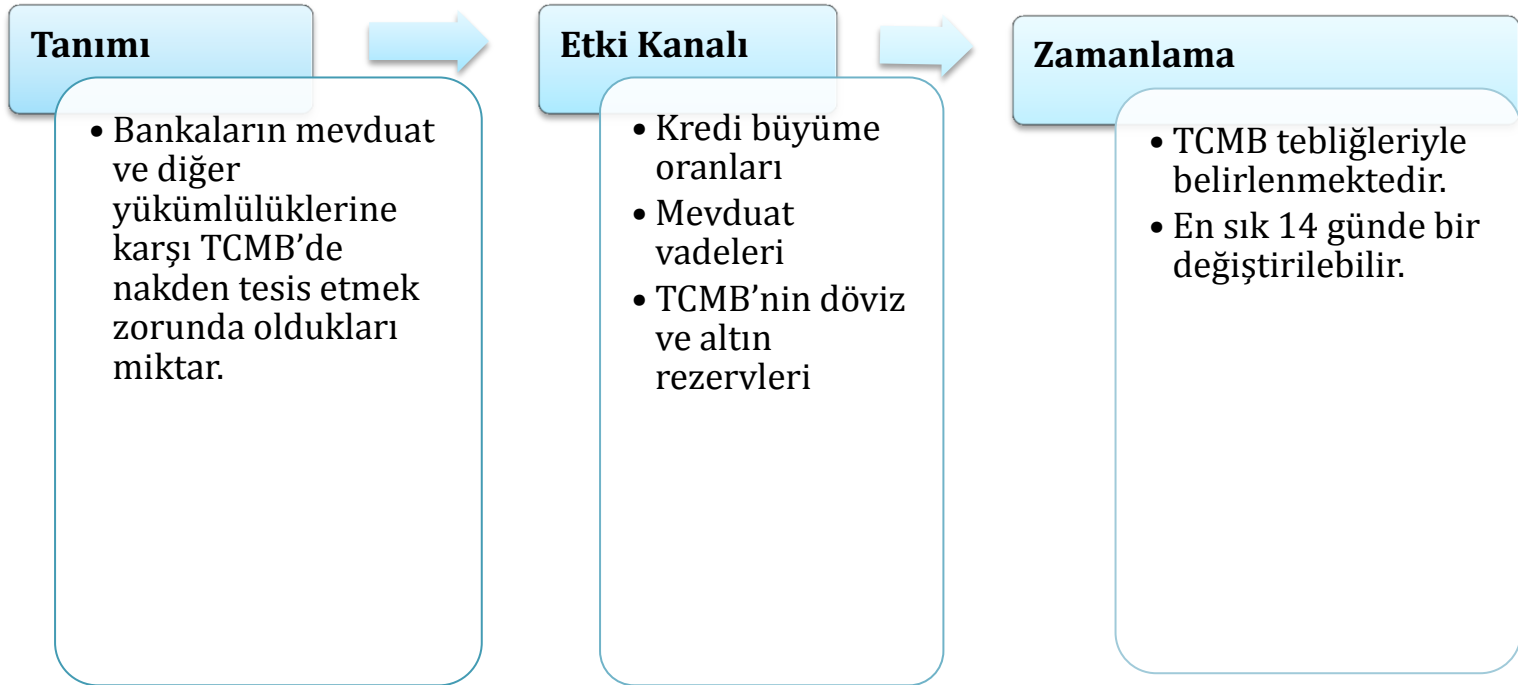 Tanımı
• Bankaların mevduat
ve diğer
yükümlülüklerine
karşı TCMB’de
nakden tesis etmek
zorunda oldukları
miktar.
Etki Kanalı
• Kredi büyüme
oranları
• Mevduat
vadeleri
• TCMB’nin döviz
ve altın
rezervleri
Zamanlama
• TCMB tebliğleriyle
belirlenmektedir.
• En sık 14 günde bir
değiştirilebilir.